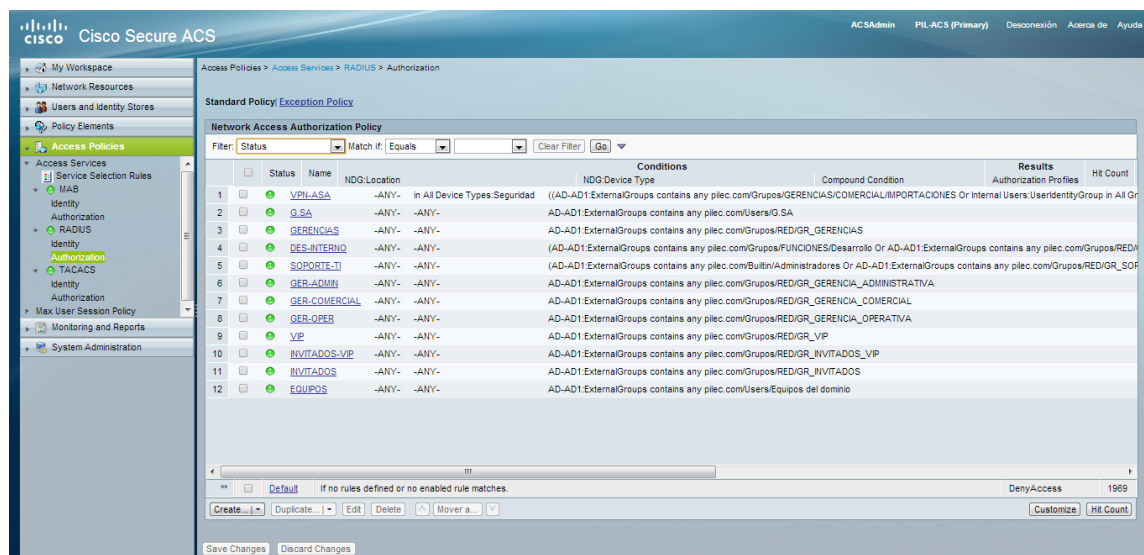 CISCO Cisco Secure ACS
ACSAdmin PIL-ACS (Primary) Desconexión Acerca de Ayuda
My Workspace
Network Resources
Users and Identity Stores
Policy Elements
Access Policies
Access Services
Service Selection Rules
MAB
Identity
Authorization
RADIUS
Identity
Authorization
TACACS
Identity
Authorization
Max User Session Policy
Monitoring and Reports
System Administration
Access Policies > Access Services > RADIUS > Authorization
Standard Policy| Exception Policy
Network Access Authorization Policy
Filter: Status Match if: Equals Clear Filter Go
Status Name Conditions Results Hit Count
NDG:Location NDG:Device Type Compound Condition Authorization Profiles
1 VPN-ASA -ANY- in All Device Types:Seguridad ((AD-AD1:ExternalGroups contains any pilec.com/Grupos/GERENCIAS/COMERCIAL/IMPORTACIONES Or Internal Users:UserIdentityGroup in All Gr
2 G.SA -ANY- -ANY- AD-AD1:ExternalGroups contains any pilec.com/Users/G.SA
3 GERENCIAS -ANY- -ANY- AD-AD1:ExternalGroups contains any pilec.com/Grupos/RED/GR_GERENCIAS
4 DES-INTERNO -ANY- -ANY- (AD-AD1:ExternalGroups contains any pilec.com/Grupos/FUNCIONES/Desarrollo Or AD-AD1:ExternalGroups contains any pilec.com/Grupos/RED/
5 SOPORTE-TI -ANY- -ANY- (AD-AD1:ExternalGroups contains any pilec.com/Builtin/Administradores Or AD-AD1:ExternalGroups contains any pilec.com/Grupos/RED/GR_SOP
6 GER-ADMIN -ANY- -ANY- AD-AD1:ExternalGroups contains any pilec.com/Grupos/RED/GR_GERENCIA_ADMINISTRATIVA
7 GER-COMERCIAL -ANY- -ANY- AD-AD1:ExternalGroups contains any pilec.com/Grupos/RED/GR_GERENCIA_COMERCIAL
8 GER-OPER -ANY- -ANY- AD-AD1:ExternalGroups contains any pilec.com/Grupos/RED/GR_GERENCIA_OPERATIVA
9 VIP -ANY- -ANY- AD-AD1:ExternalGroups contains any pilec.com/Grupos/RED/GR_VIP
10 INVITADOS-VIP -ANY- -ANY- AD-AD1:ExternalGroups contains any pilec.com/Grupos/RED/GR_INVITADOS_VIP
11 INVITADOS -ANY- -ANY- AD-AD1:ExternalGroups contains any pilec.com/Grupos/RED/GR_INVITADOS
12 EQUIPOS -ANY- -ANY- AD-AD1:ExternalGroups contains any pilec.com/Users/Equipos del dominio
** Default If no rules defined or no enabled rule matches. DenyAccess 1969
Create... Duplicate... Edit Delete Mover a... Customize Hit Count
Save Changes Discard Changes